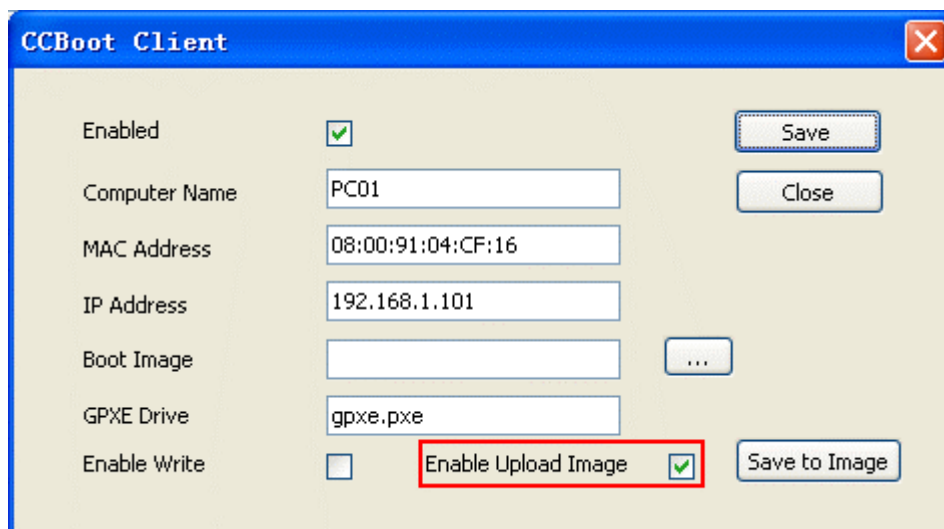 CCBoot Client
Enabled Save
Computer Name PC01 Close
MAC Address 08:00:91:04:CF:16
IP Address 192.168.1.101
Boot Image ...
GPXE Drive gpxe.pxe
Enable Write Enable Upload Image Save to Image